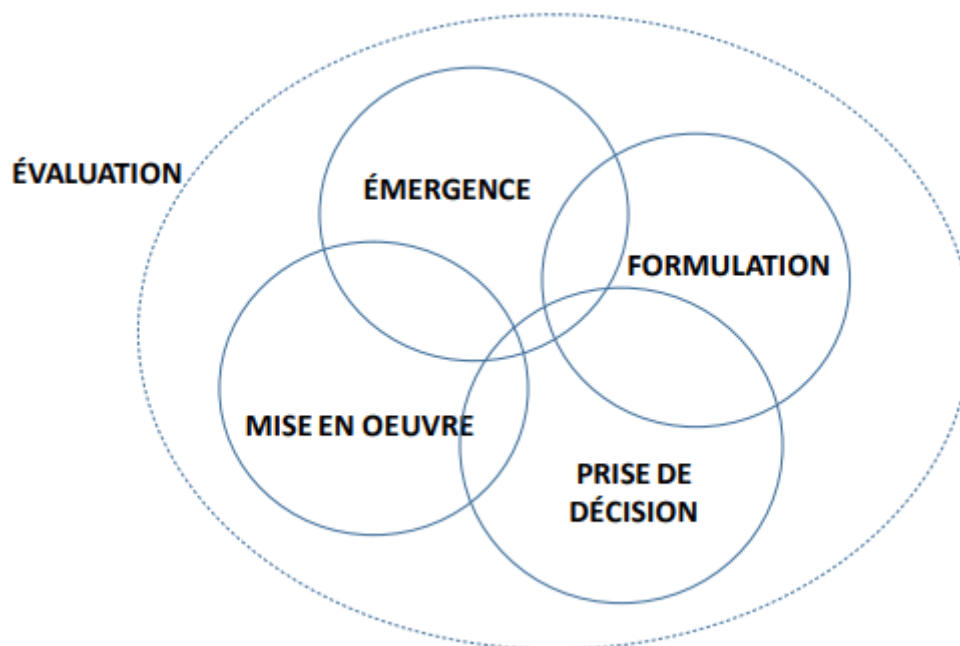 ÉVALUATION
ÉMERGENCE
FORMULATION
MISE EN OEUVRE
PRISE DE
DÉCISION